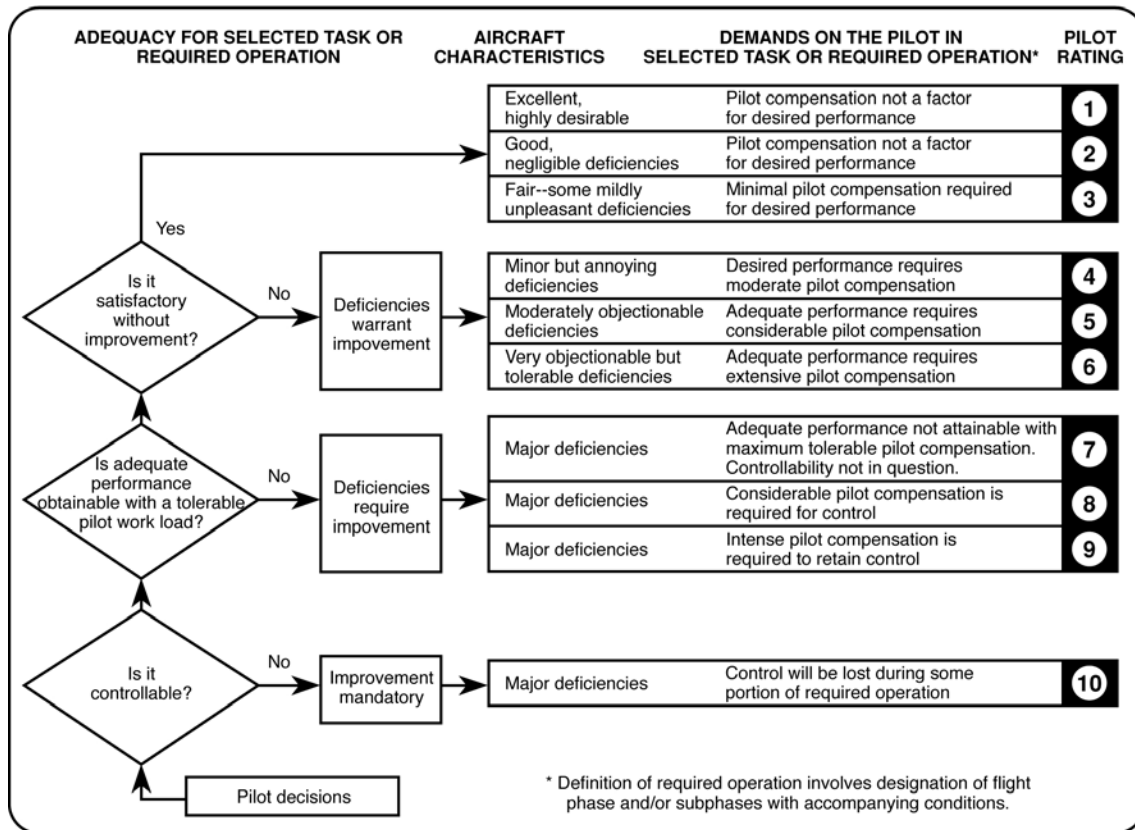 ADEQUACY FOR SELECTED TASK OR
REQUIRED OPERATION
AIRCRAFT
CHARACTERISTICS
DEMANDS ON THE PILOT IN
SELECTED TASK OR REQUIRED OPERATION*
PILOT
RATING
Excellent,
highly desirable
Pilot compensation not a factor
for desired performance
1
Good,
negligible deficiencies
Pilot compensation not a factor
for desired performance
2
Fair--some mildly
unpleasant deficiencies
Minimal pilot compensation required
for desired performance
3
Yes
Is it
satisfactory
without
improvement?
No
Deficiencies
warrant
impovement
Minor but annoying
deficiencies
Desired performance requires
moderate pilot compensation
4
Moderately objectionable
deficiencies
Adequate performance requires
considerable pilot compensation
5
Very objectionable but
tolerable deficiencies
Adequate performance requires
extensive pilot compensation
6
Is adequate
performance
obtainable with a tolerable
pilot work load?
No
Deficiencies
require
impovement
Major deficiencies
Adequate performance not attainable with
maximum tolerable pilot compensation.
Controllability not in question.
7
Major deficiencies
Considerable pilot compensation is
required for control
8
Major deficiencies
Intense pilot compensation is
required to retain control
9
Is it
controllable?
No
Improvement
mandatory
Major deficiencies
Control will be lost during some
portion of required operation
10
Pilot decisions
* Definition of required operation involves designation of flight
phase and/or subphases with accompanying conditions.